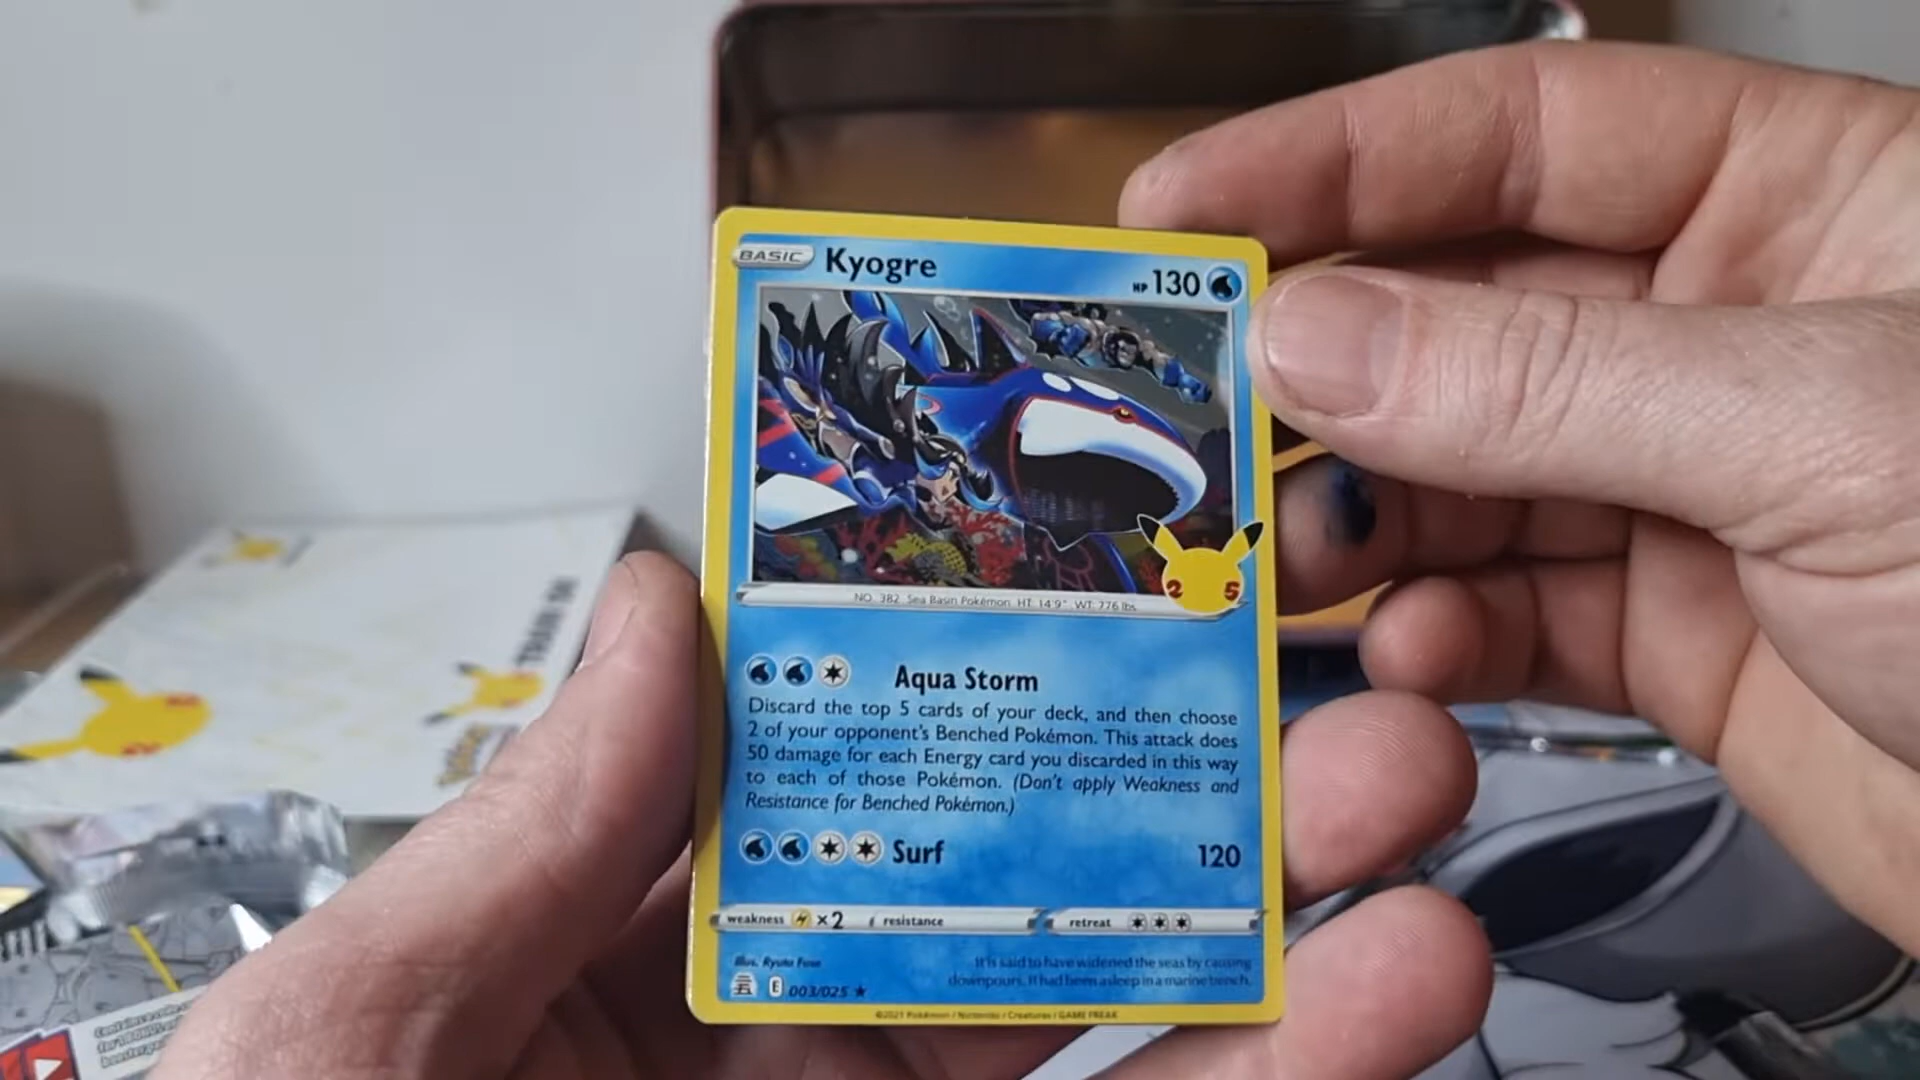 BASIC Kyogre HP 130
2 5
NO. 382 Sea Basin Pokémon HT: 14'9" WT: 776 lbs.
Aqua Storm
Discard the top 5 cards of your deck, and then choose
2 of your opponent's Benched Pokémon. This attack does
50 damage for each Energy card you discarded in this way
to each of those Pokémon. (Don't apply Weakness and
Resistance for Benched Pokémon.)
Surf 120
weakness ×2 resistance retreat
Illus. Ryuta Fuse
It is said to have widened the seas by causing
downpours. It had been asleep in a marine trench.
E 003/025 ★
©2021 Pokémon / Nintendo / Creatures / GAME FREAK